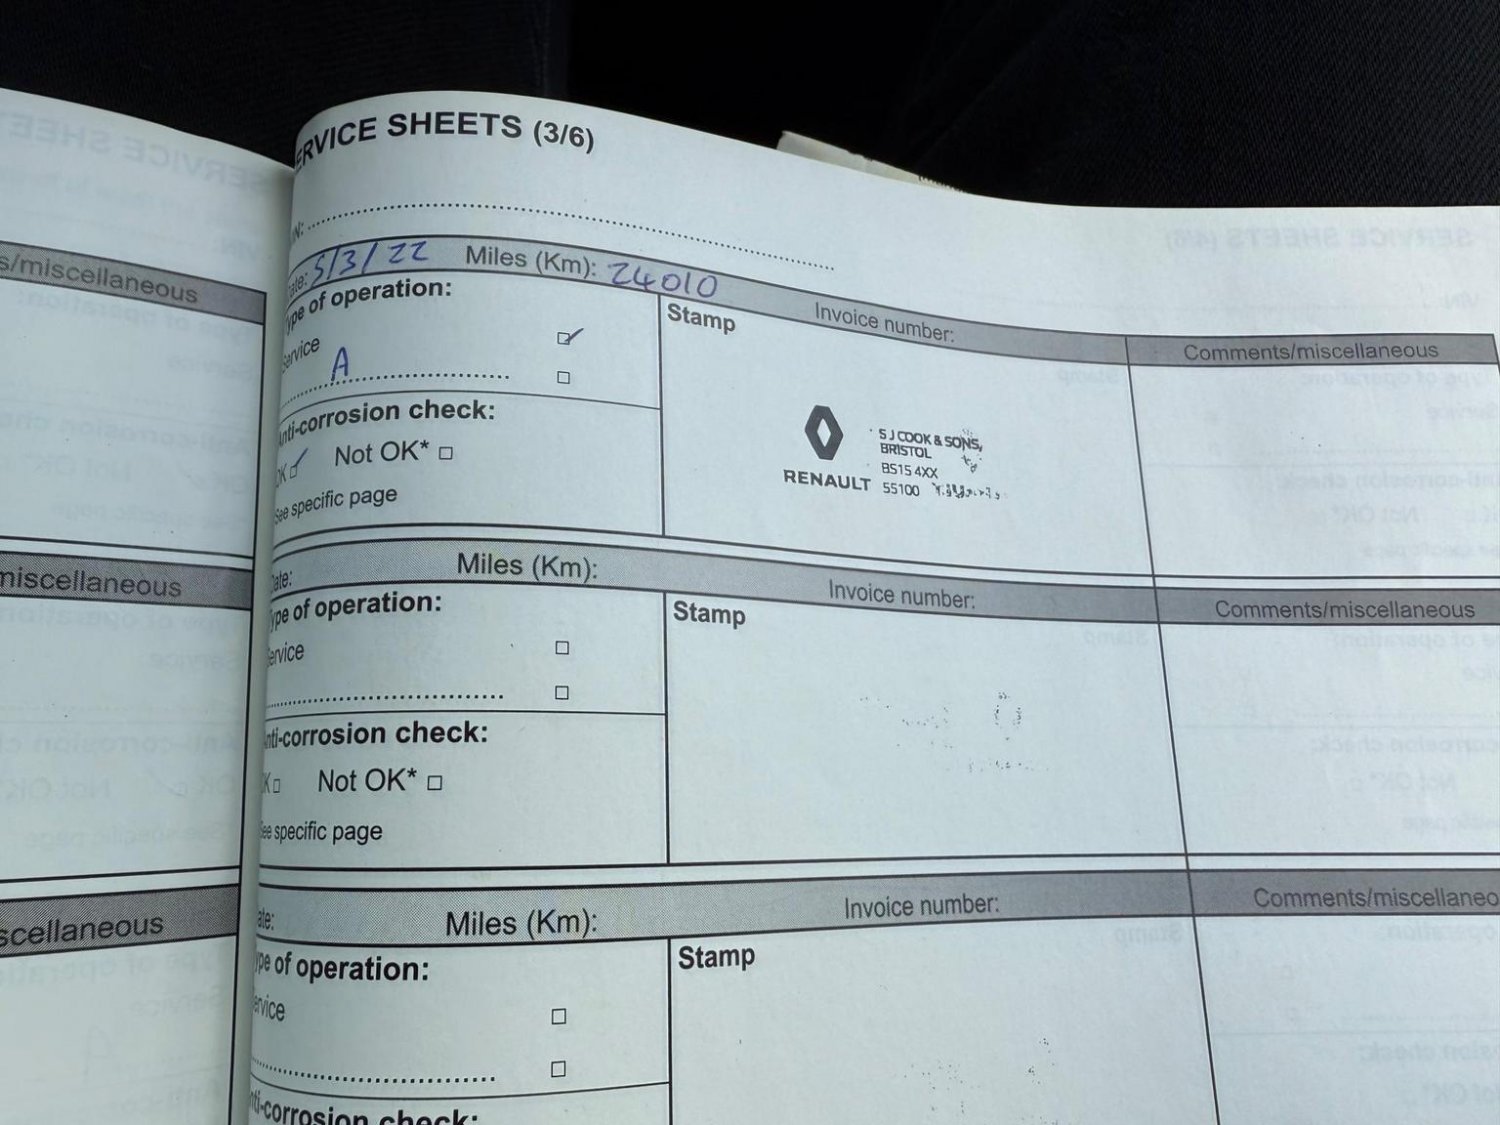 SERVICE SHEETS (3/6)
VIN:
Date: 5/3/22 Miles (Km): 24010 Invoice number: Comments/miscellaneous
Type of operation:
Service
A
Anti-corrosion check:
OK Not OK*
See specific page
Stamp
RENAULT
S J COOK & SONS,
BRISTOL
BS15 4XX
55100
Date: Miles (Km): Invoice number: Comments/miscellaneous
Type of operation:
Service
Anti-corrosion check:
OK Not OK*
See specific page
Stamp
Date: Miles (Km): Invoice number: Comments/miscellaneo
Type of operation:
Service
Anti-corrosion check:
Stamp
s/miscellaneous
miscellaneous
scellaneous